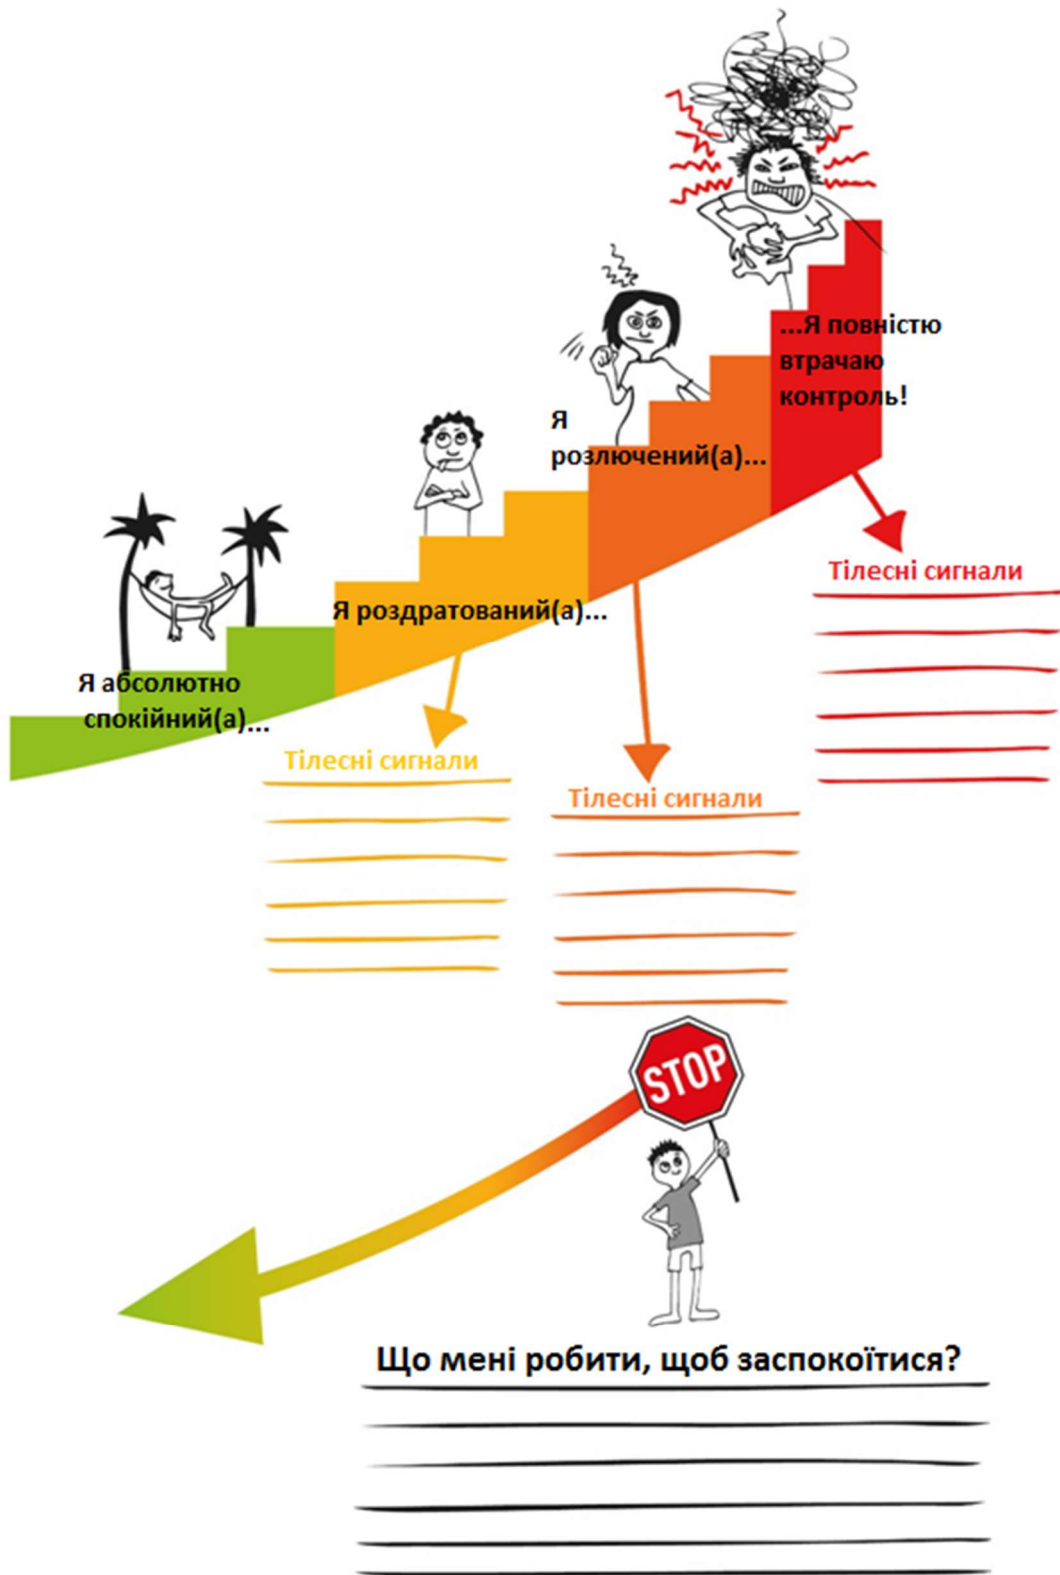 ...Я повністю
втрачаю
контроль!
Я
розлючений(а)...
Я роздратований(а)...
Я абсолютно
спокійний(а)...
Тілесні сигнали
Тілесні сигнали
Тілесні сигнали
STOP
Що мені робити, щоб заспокоїтися?